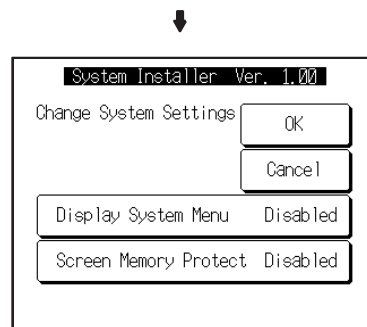 System Installer Ver. 1.00
Change System Settings
OK
Cancel
Display System Menu Disabled
Screen Memory Protect Disabled